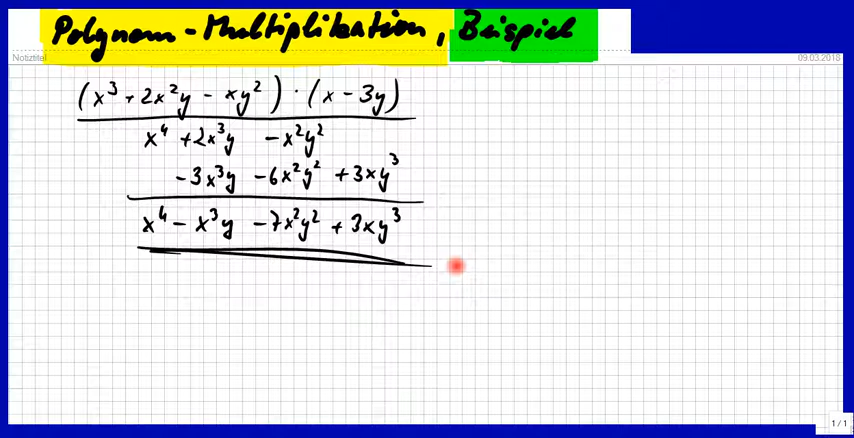 Polynom - Multiplikation, Beispiel
Notiztitel 09.03.2018
(x³ + 2x²y - xy²) · (x - 3y)
x⁴ + 2x³y - x²y²
- 3x³y - 6x²y² + 3xy³
x⁴ - x³y - 7x²y² + 3xy³
1 / 1